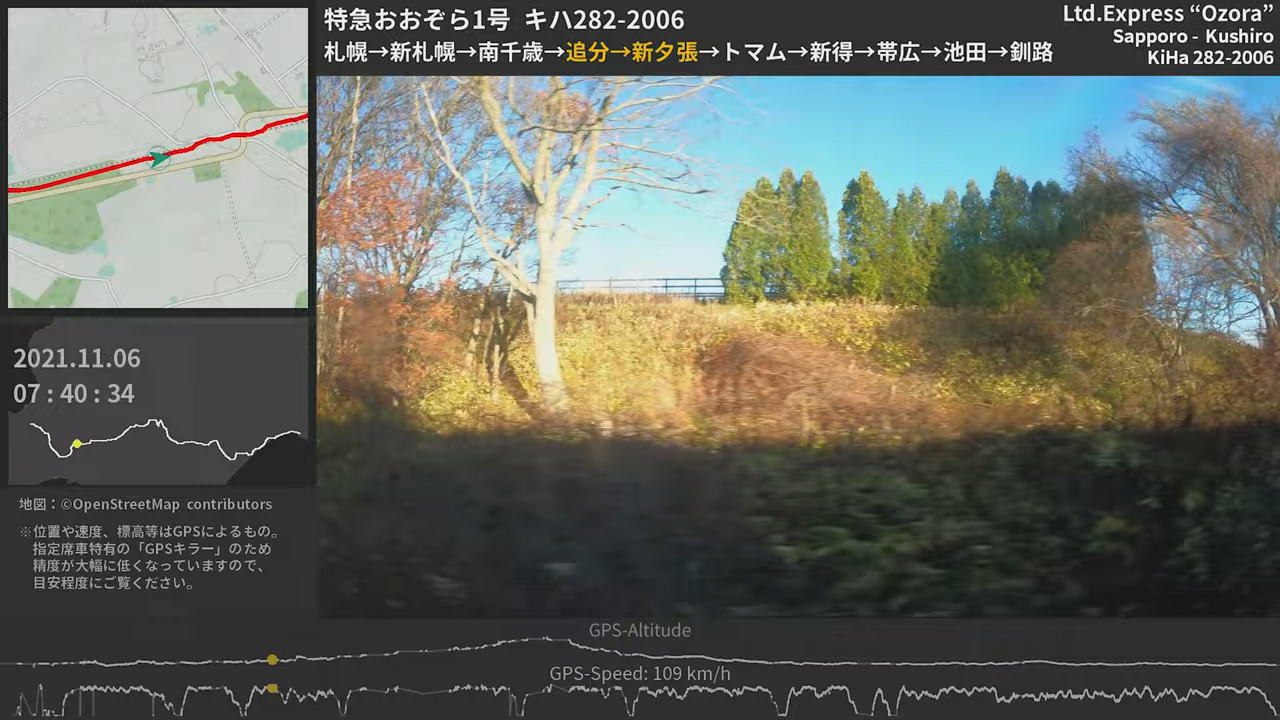 特急おおぞら1号 キハ282-2006
札幌→新札幌→南千歳→追分→新夕張→トマム→新得→帯広→池田→釧路
Ltd.Express “Ozora”
Sapporo - Kushiro
KiHa 282-2006
2021.11.06
07 : 40 : 34
地図：©OpenStreetMap contributors
※位置や速度、標高等はGPSによるもの。
指定席車特有の「GPSキラー」のため
精度が大幅に低くなっていますので、
目安程度にご覧ください。
GPS-Altitude
GPS-Speed: 109 km/h